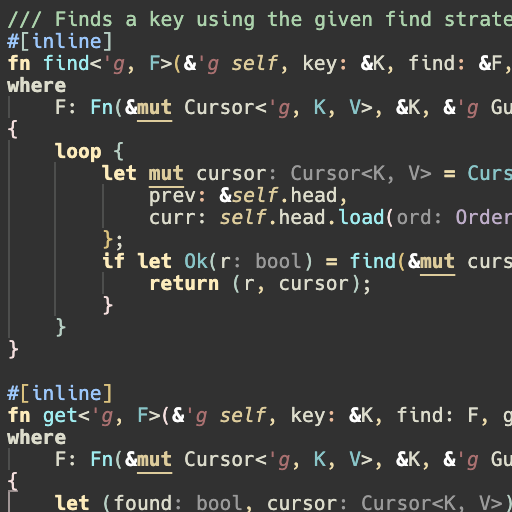 /// Finds a key using the given find strate
#[inline]
fn find<'g, F>(&'g self, key: &K, find: &F,
where
F: Fn(&mut Cursor<'g, K, V>, &K, &'g Gu
{
loop {
let mut cursor: Cursor<K, V> = Curs
prev: &self.head,
curr: self.head.load(ord: Order
};
if let Ok(r: bool) = find(&mut curs
return (r, cursor);
}
}
}
#[inline]
fn get<'g, F>(&'g self, key: &K, find: F, g
where
F: Fn(&mut Cursor<'g, K, V>, &K, &'g Gu
{
let (found: bool, cursor: Cursor<K, V>)